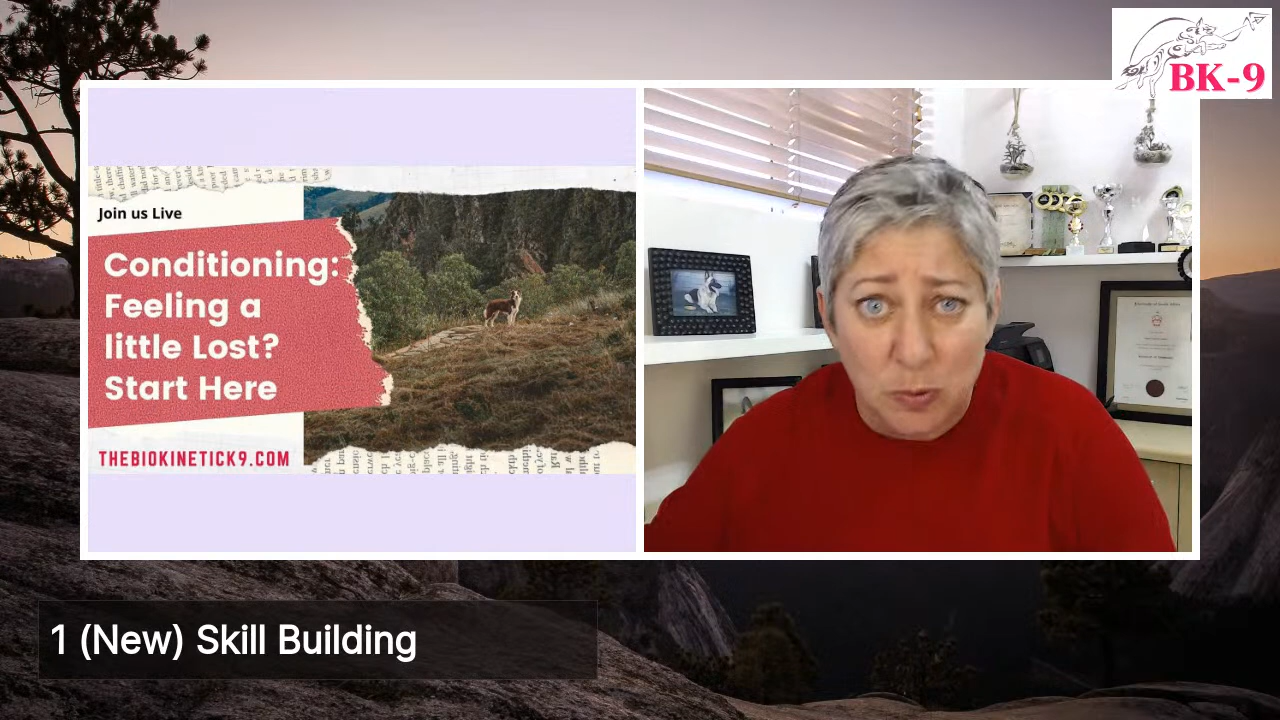 BK-9
Join us Live
Conditioning:
Feeling a
little Lost?
Start Here
THEBIOKINETICK9.COM
1 (New) Skill Building